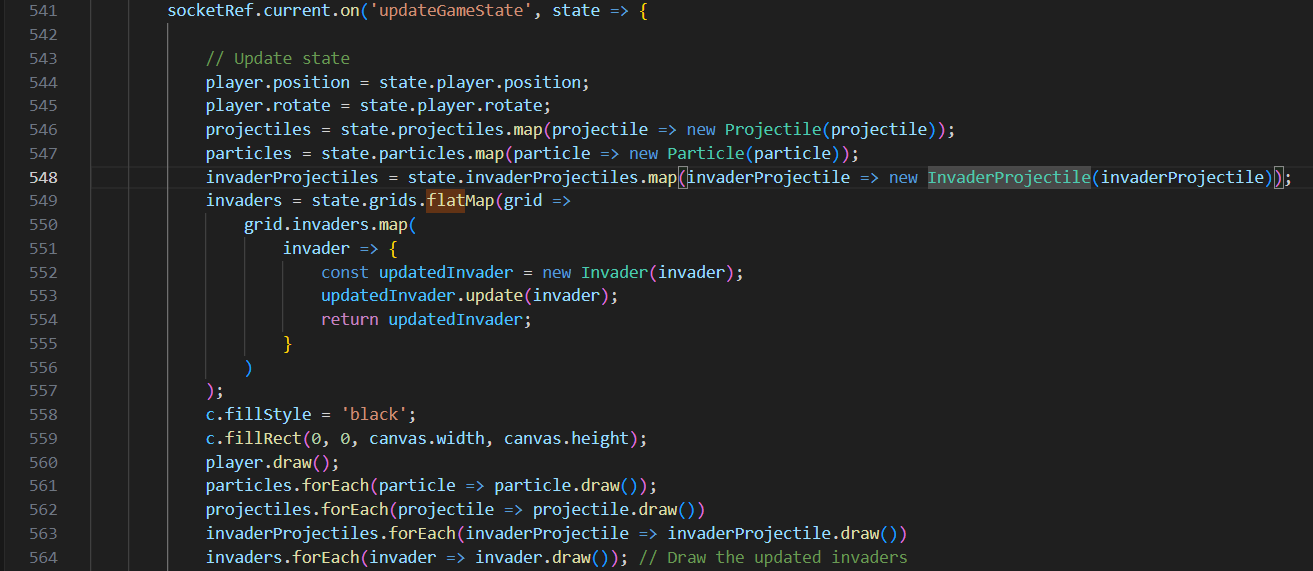 541 socketRef.current.on('updateGameState', state => {
542
543 // Update state
544 player.position = state.player.position;
545 player.rotate = state.player.rotate;
546 projectiles = state.projectiles.map(projectile => new Projectile(projectile));
547 particles = state.particles.map(particle => new Particle(particle));
548 invaderProjectiles = state.invaderProjectiles.map(invaderProjectile => new InvaderProjectile(invaderProjectile));
549 invaders = state.grids.flatMap(grid =>
550 grid.invaders.map(
551 invader => {
552 const updatedInvader = new Invader(invader);
553 updatedInvader.update(invader);
554 return updatedInvader;
555 }
556 )
557 );
558 c.fillStyle = 'black';
559 c.fillRect(0, 0, canvas.width, canvas.height);
560 player.draw();
561 particles.forEach(particle => particle.draw());
562 projectiles.forEach(projectile => projectile.draw())
563 invaderProjectiles.forEach(invaderProjectile => invaderProjectile.draw())
564 invaders.forEach(invader => invader.draw()); // Draw the updated invaders